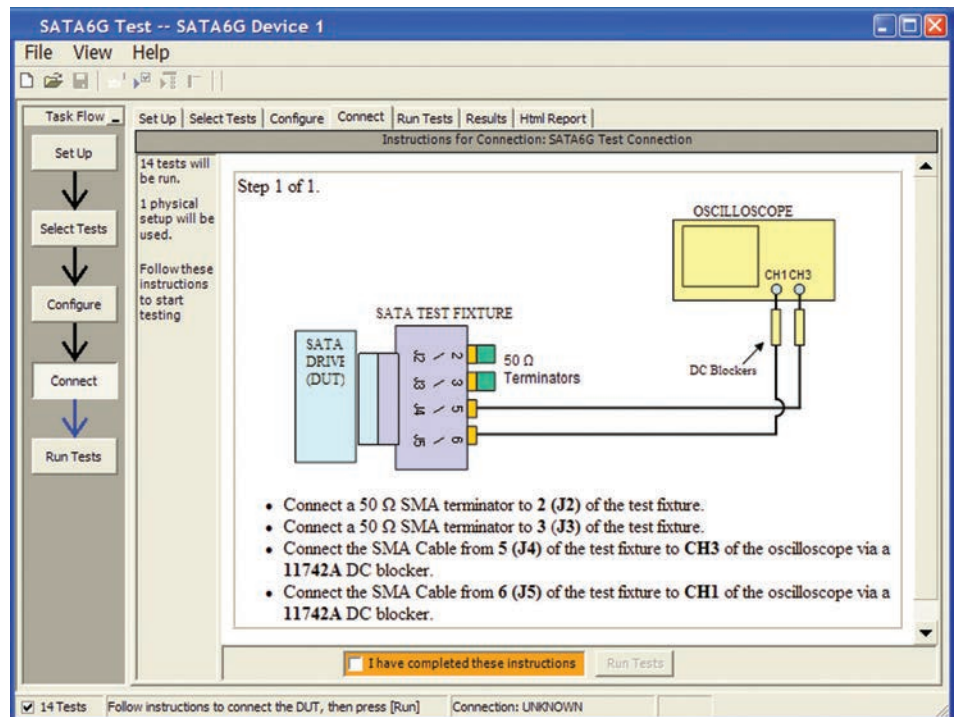 SATA6G Test -- SATA6G Device 1
File View Help
Task Flow
Set Up
Select Tests
Configure
Connect
Run Tests
Set Up Select Tests Configure Connect Run Tests Results Html Report
Instructions for Connection: SATA6G Test Connection
14 tests will
be run.
1 physical
setup will be
used.
Follow these
instructions
to start
testing
Step 1 of 1.
OSCILLOSCOPE
CH1 CH3
DC Blockers
SATA TEST FIXTURE
SATA
DRIVE
(DUT)
J2 / 2
J3 / 3
J4 / 5
J5 / 6
50 Ω
Terminators
• Connect a 50 Ω SMA terminator to 2 (J2) of the test fixture.
• Connect a 50 Ω SMA terminator to 3 (J3) of the test fixture.
• Connect the SMA Cable from 5 (J4) of the test fixture to CH3 of the oscilloscope via a
11742A DC blocker.
• Connect the SMA Cable from 6 (J5) of the test fixture to CH1 of the oscilloscope via a
11742A DC blocker.
I have completed these instructions Run Tests
14 Tests Follow instructions to connect the DUT, then press [Run] Connection: UNKNOWN